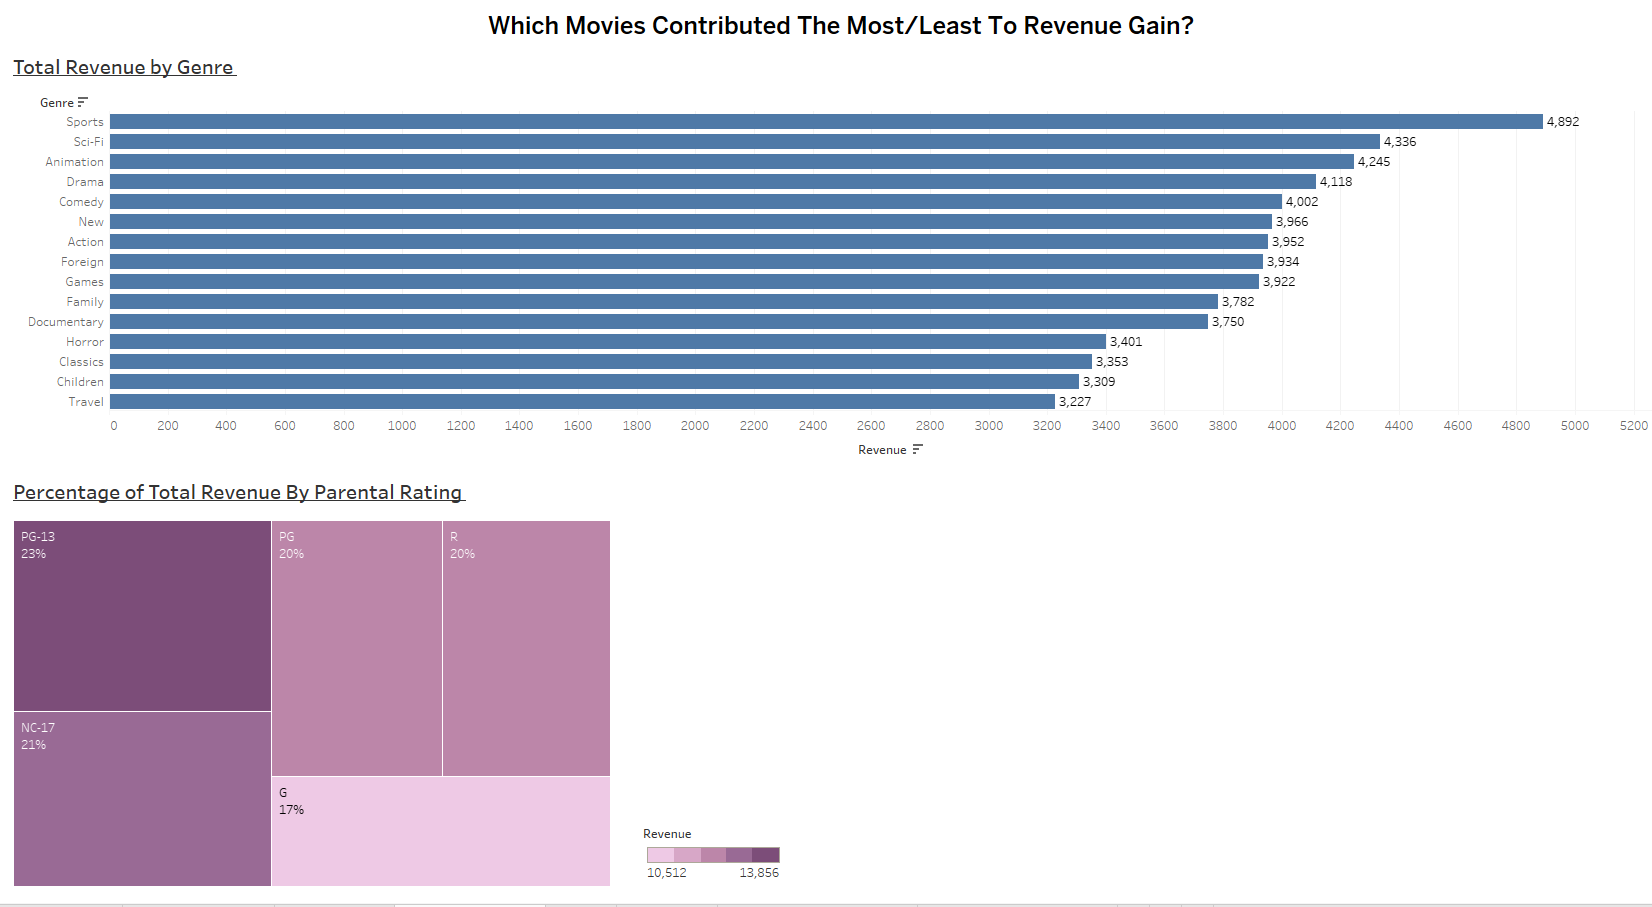 Which Movies Contributed The Most/Least To Revenue Gain?
Total Revenue by Genre
Genre
Sports 4,892
Sci-Fi 4,336
Animation 4,245
Drama 4,118
Comedy 4,002
New 3,966
Action 3,952
Foreign 3,934
Games 3,922
Family 3,782
Documentary 3,750
Horror 3,401
Classics 3,353
Children 3,309
Travel 3,227
0 200 400 600 800 1000 1200 1400 1600 1800 2000 2200 2400 2600 2800 3000 3200 3400 3600 3800 4000 4200 4400 4600 4800 5000 5200
Revenue
Percentage of Total Revenue By Parental Rating
PG-13
23%
PG
20%
R
20%
NC-17
21%
G
17%
Revenue
10,512 13,856